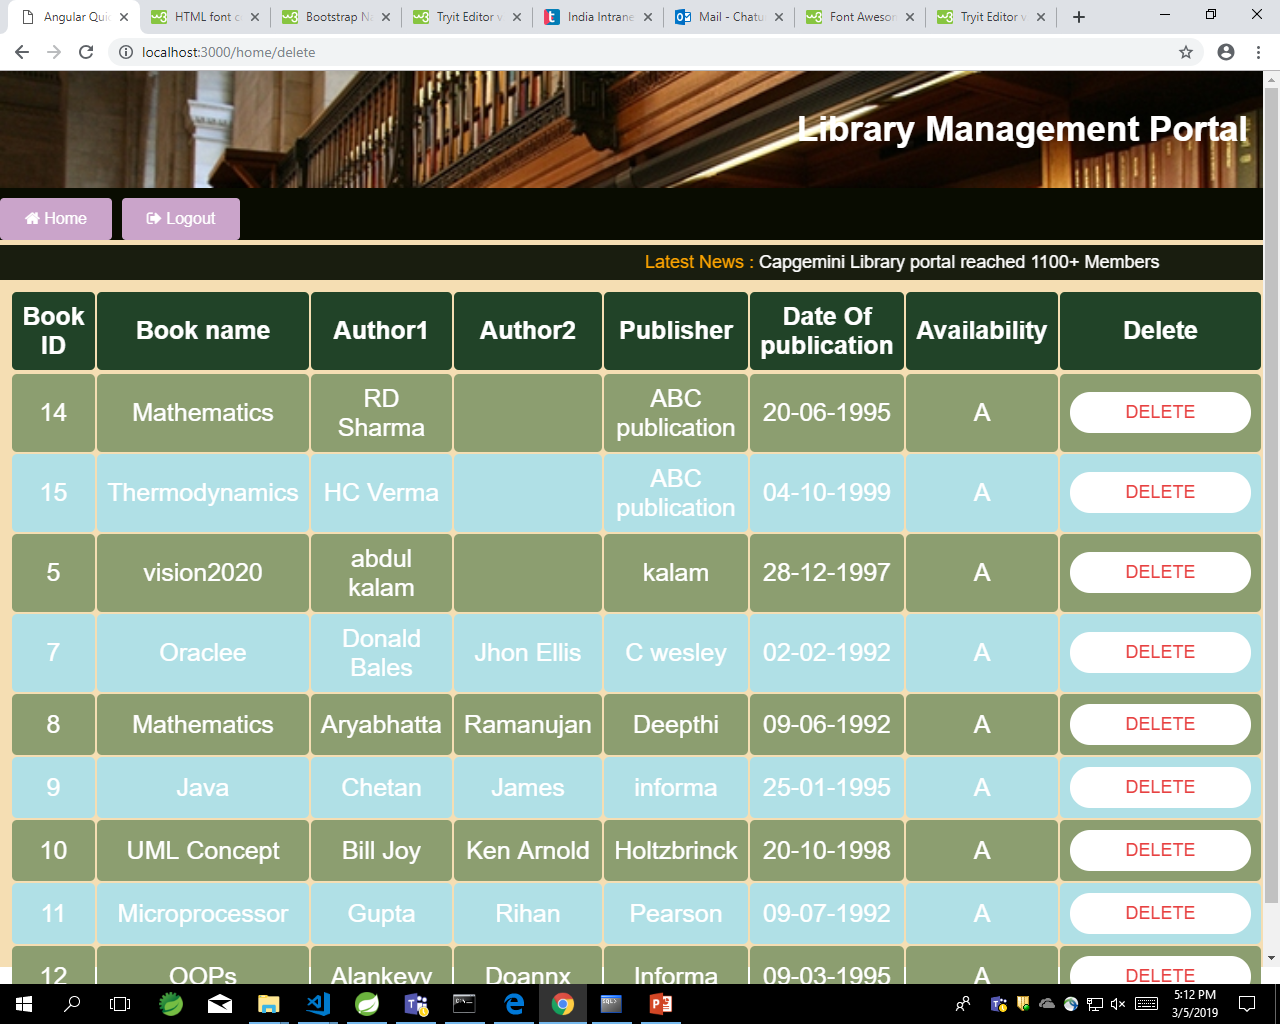 Angular Quic
HTML font c
Bootstrap Na
Tryit Editor v
India Intrane
Mail - Chatu
Font Awesom
Tryit Editor v
localhost:3000/home/delete
Library Management Portal
Home
Logout
Latest News : Capgemini Library portal reached 1100+ Members
Book ID Book name Author1 Author2 Publisher Date Of publication Availability Delete
14 Mathematics RD Sharma ABC publication 20-06-1995 A DELETE
15 Thermodynamics HC Verma ABC publication 04-10-1999 A DELETE
5 vision2020 abdul kalam kalam 28-12-1997 A DELETE
7 Oraclee Donald Bales Jhon Ellis C wesley 02-02-1992 A DELETE
8 Mathematics Aryabhatta Ramanujan Deepthi 09-06-1992 A DELETE
9 Java Chetan James informa 25-01-1995 A DELETE
10 UML Concept Bill Joy Ken Arnold Holtzbrinck 20-10-1998 A DELETE
11 Microprocessor Gupta Rihan Pearson 09-07-1992 A DELETE
12 OOPs Alankevv Doannx Informa 09-03-1995 A DELETE
5:12 PM
3/5/2019